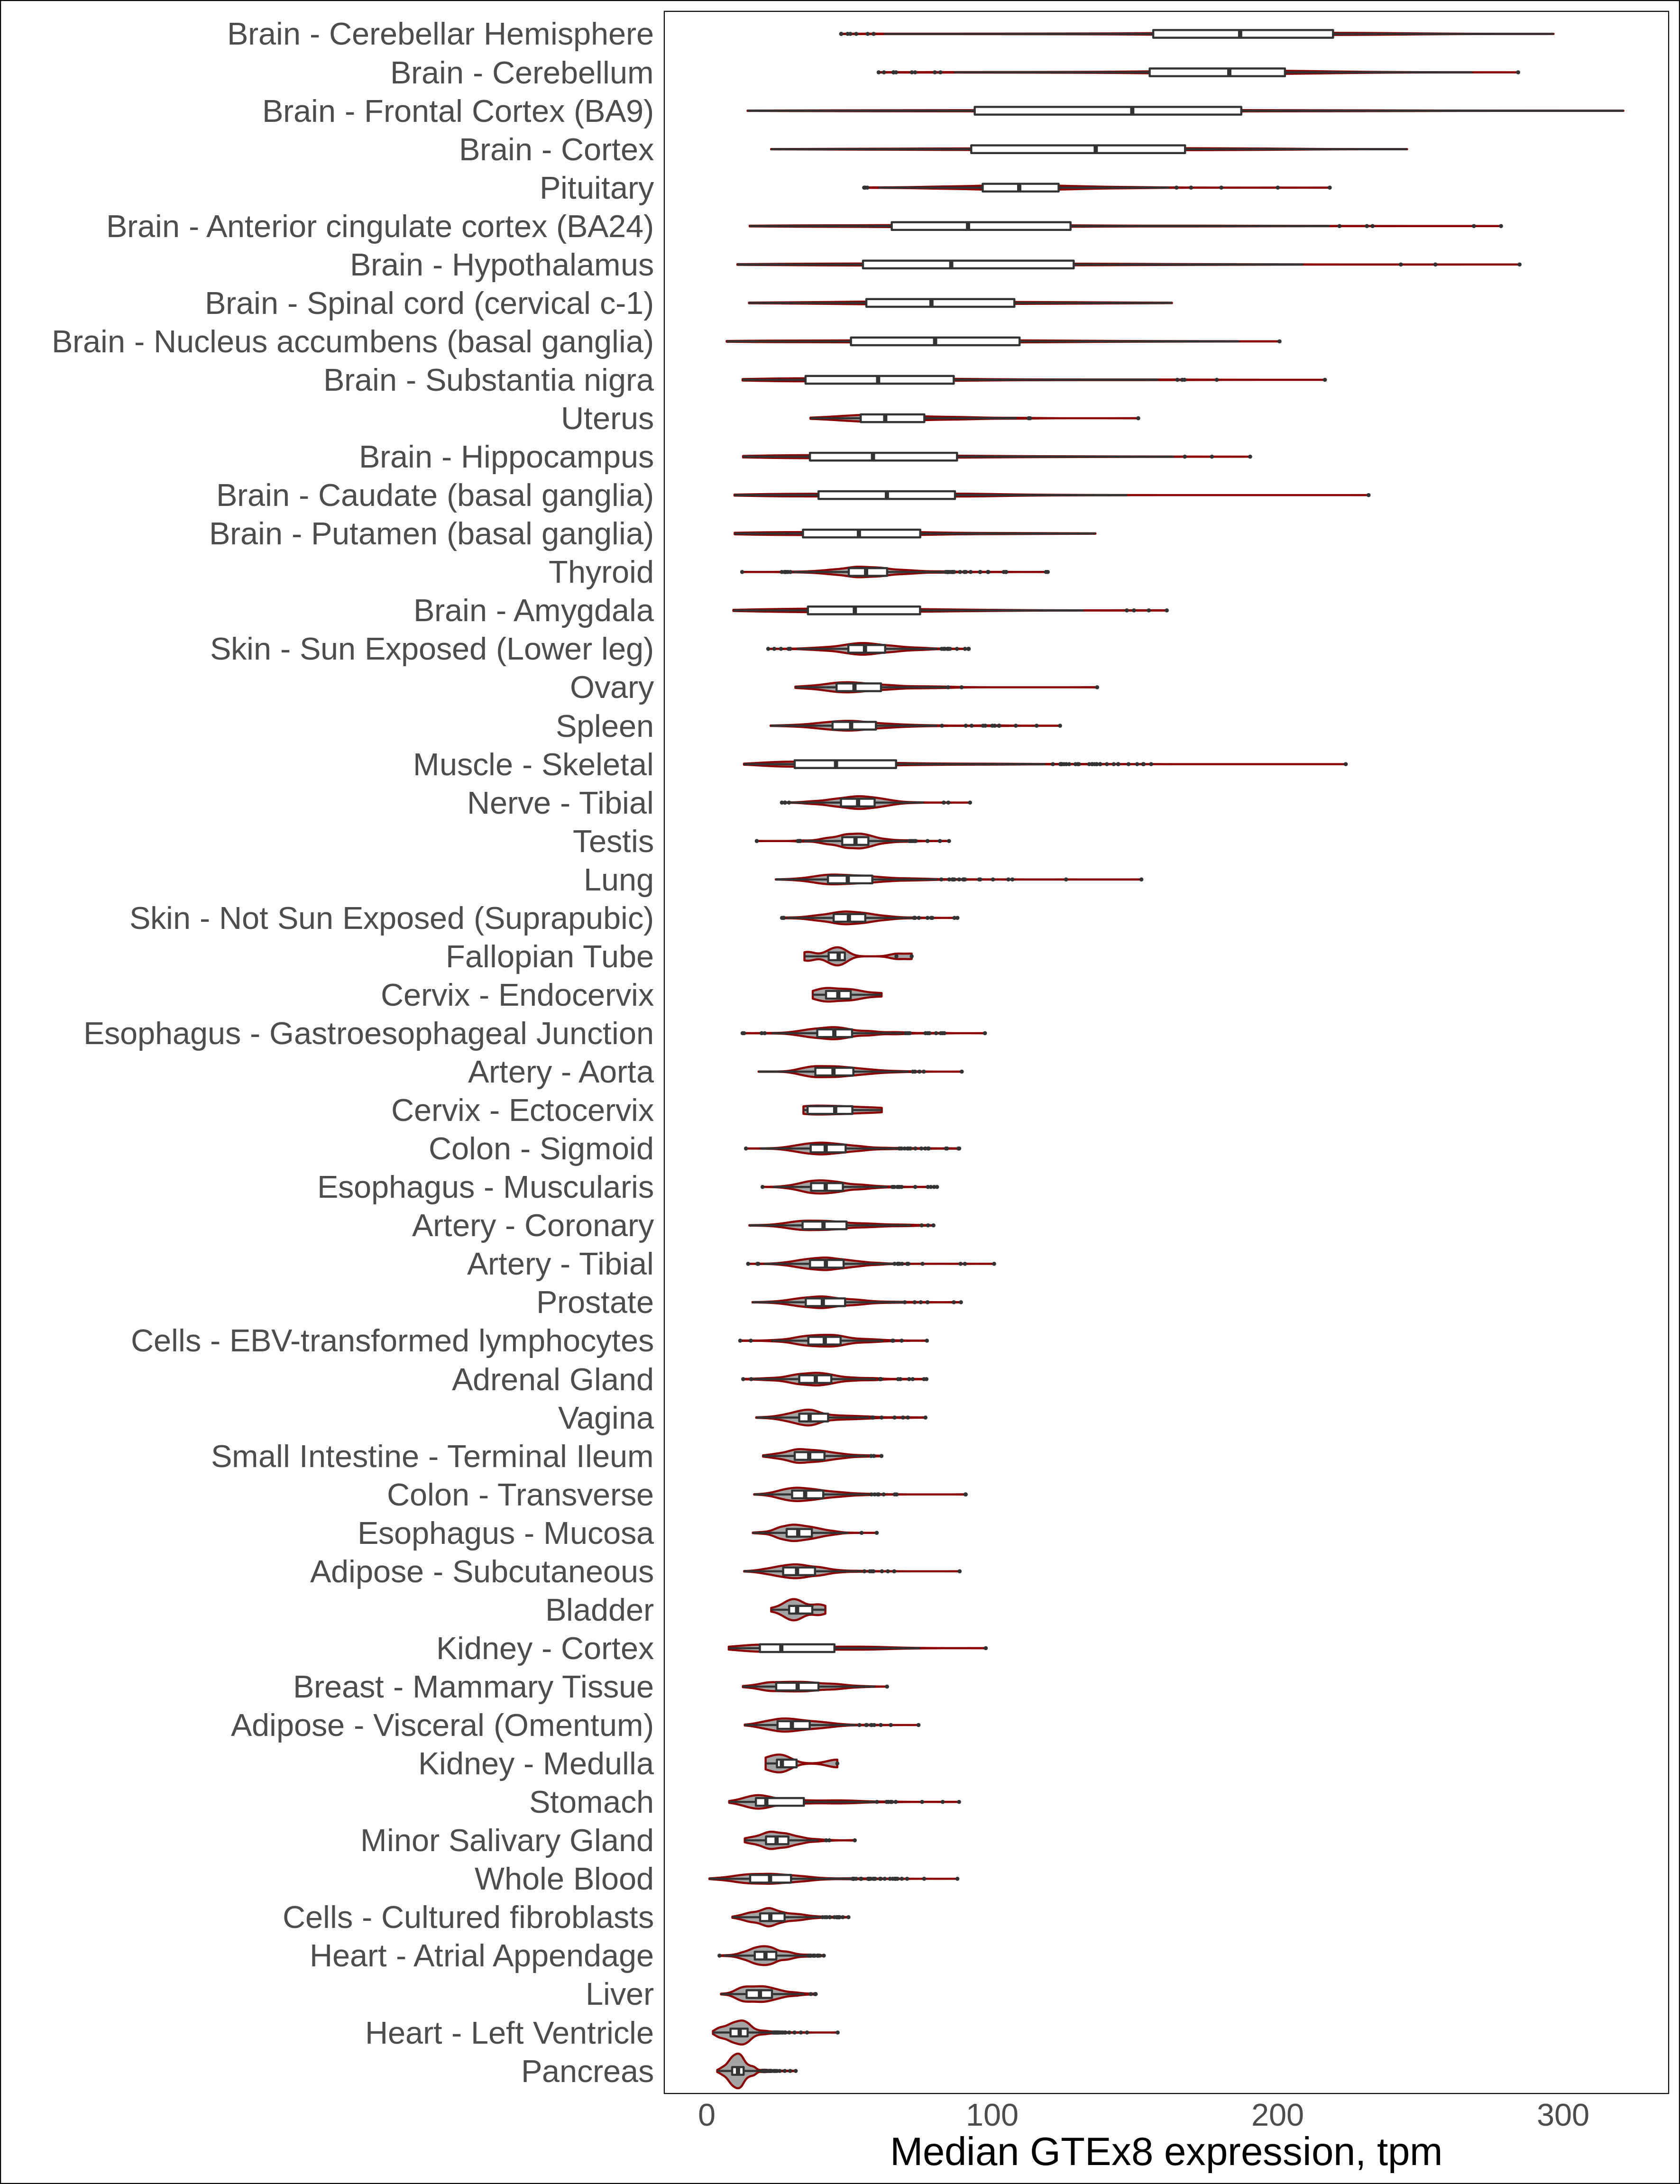 Brain - Cerebellar Hemisphere
Brain - Cerebellum
Brain - Frontal Cortex (BA9)
Brain - Cortex
Pituitary
Brain - Anterior cingulate cortex (BA24)
Brain - Hypothalamus
Brain - Spinal cord (cervical c-1)
Brain - Nucleus accumbens (basal ganglia)
Brain - Substantia nigra
Uterus
Brain - Hippocampus
Brain - Caudate (basal ganglia)
Brain - Putamen (basal ganglia)
Thyroid
Brain - Amygdala
Skin - Sun Exposed (Lower leg)
Ovary
Spleen
Muscle - Skeletal
Nerve - Tibial
Testis
Lung
Skin - Not Sun Exposed (Suprapubic)
Fallopian Tube
Cervix - Endocervix
Esophagus - Gastroesophageal Junction
Artery - Aorta
Cervix - Ectocervix
Colon - Sigmoid
Esophagus - Muscularis
Artery - Coronary
Artery - Tibial
Prostate
Cells - EBV-transformed lymphocytes
Adrenal Gland
Vagina
Small Intestine - Terminal Ileum
Colon - Transverse
Esophagus - Mucosa
Adipose - Subcutaneous
Bladder
Kidney - Cortex
Breast - Mammary Tissue
Adipose - Visceral (Omentum)
Kidney - Medulla
Stomach
Minor Salivary Gland
Whole Blood
Cells - Cultured fibroblasts
Heart - Atrial Appendage
Liver
Heart - Left Ventricle
Pancreas
0 100 200 300
Median GTEx8 expression, tpm